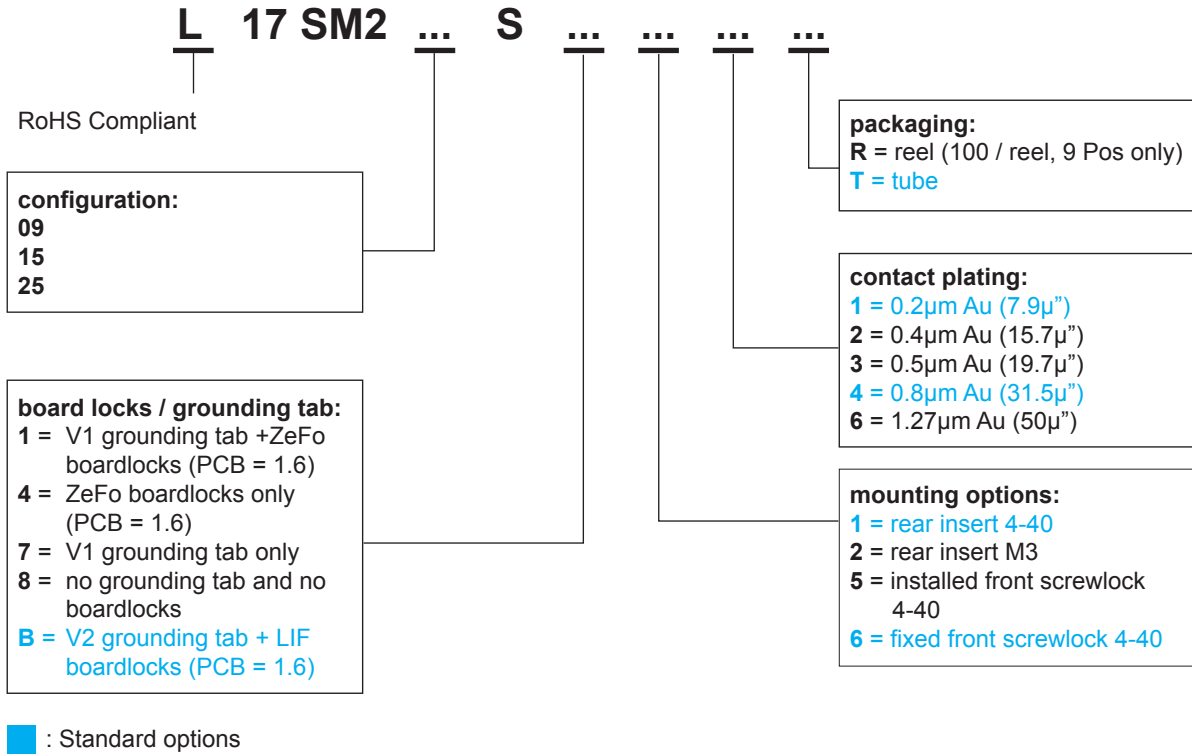 L 17 SM2 ... S ... ... ... ...
RoHS Compliant
configuration:
09
15
25
board locks / grounding tab:
1 = V1 grounding tab +ZeFo
boardlocks (PCB = 1.6)
4 = ZeFo boardlocks only
(PCB = 1.6)
7 = V1 grounding tab only
8 = no grounding tab and no
boardlocks
B = V2 grounding tab + LIF
boardlocks (PCB = 1.6)
packaging:
R = reel (100 / reel, 9 Pos only)
T = tube
contact plating:
1 = 0.2µm Au (7.9µ”)
2 = 0.4µm Au (15.7µ”)
3 = 0.5µm Au (19.7µ”)
4 = 0.8µm Au (31.5µ”)
6 = 1.27µm Au (50µ”)
mounting options:
1 = rear insert 4-40
2 = rear insert M3
5 = installed front screwlock
4-40
6 = fixed front screwlock 4-40
: Standard options